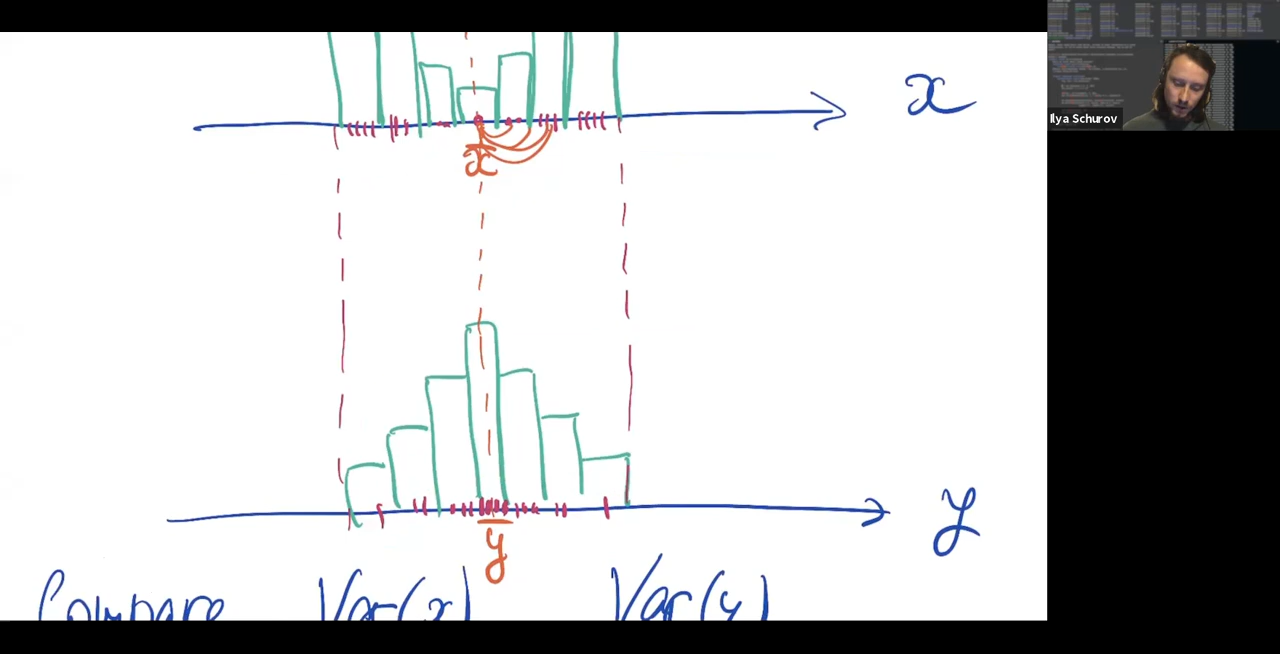 x
x̄
Ilya Schurov
y
ȳ
Compare Var(x) Var(y)